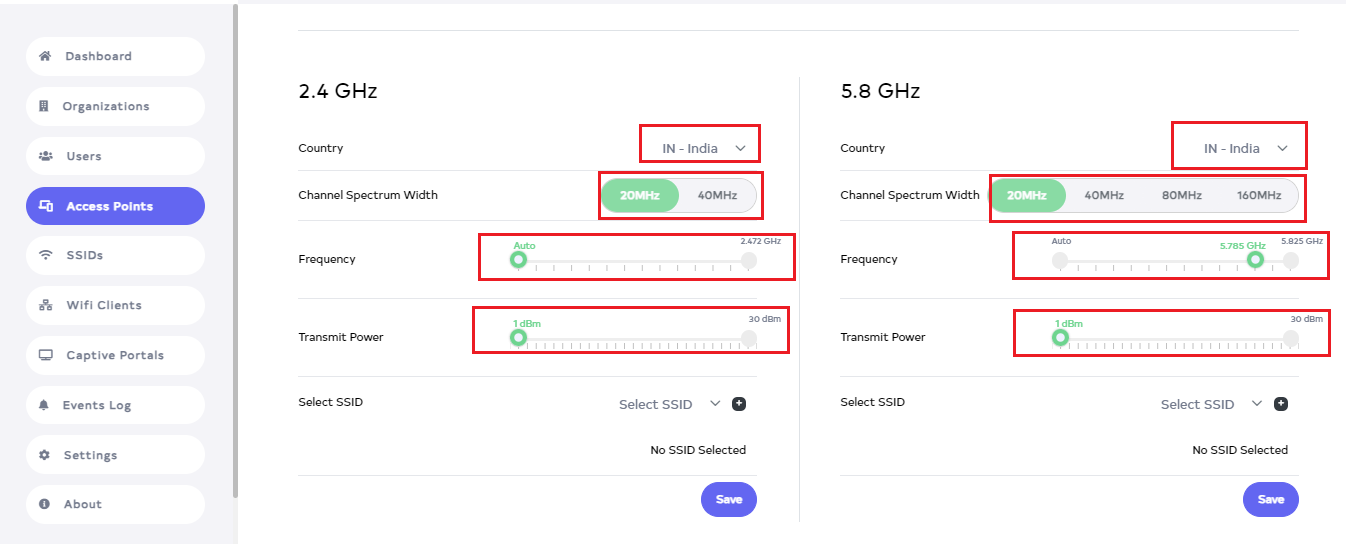 Dashboard
Organizations
Users
Access Points
SSIDs
Wifi Clients
Captive Portals
Events Log
Settings
About
2.4 GHz
Country
IN - India
Channel Spectrum Width
20MHz 40MHz
Frequency
Auto
2.472 GHz
Transmit Power
1 dBm
30 dBm
Select SSID
Select SSID
No SSID Selected
Save
5.8 GHz
Country
IN - India
Channel Spectrum Width
20MHz 40MHz 80MHz 160MHz
Frequency
Auto
5.785 GHz
5.825 GHz
Transmit Power
1 dBm
30 dBm
Select SSID
Select SSID
No SSID Selected
Save